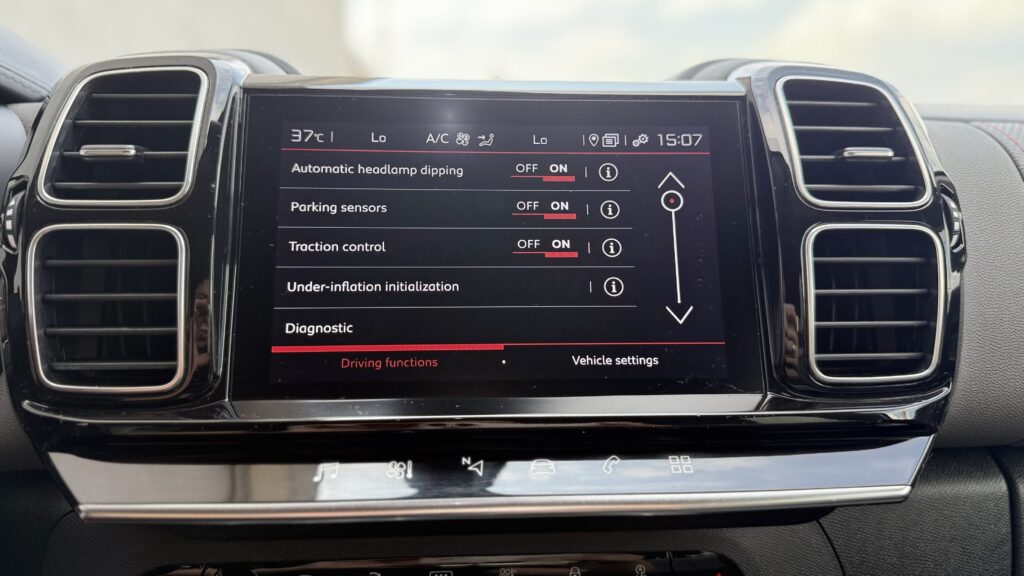 37°C Lo A/C Lo 15:07
Automatic headlamp dipping OFF ON
Parking sensors OFF ON
Traction control OFF ON
Under-inflation initialization
Diagnostic
Driving functions Vehicle settings
N